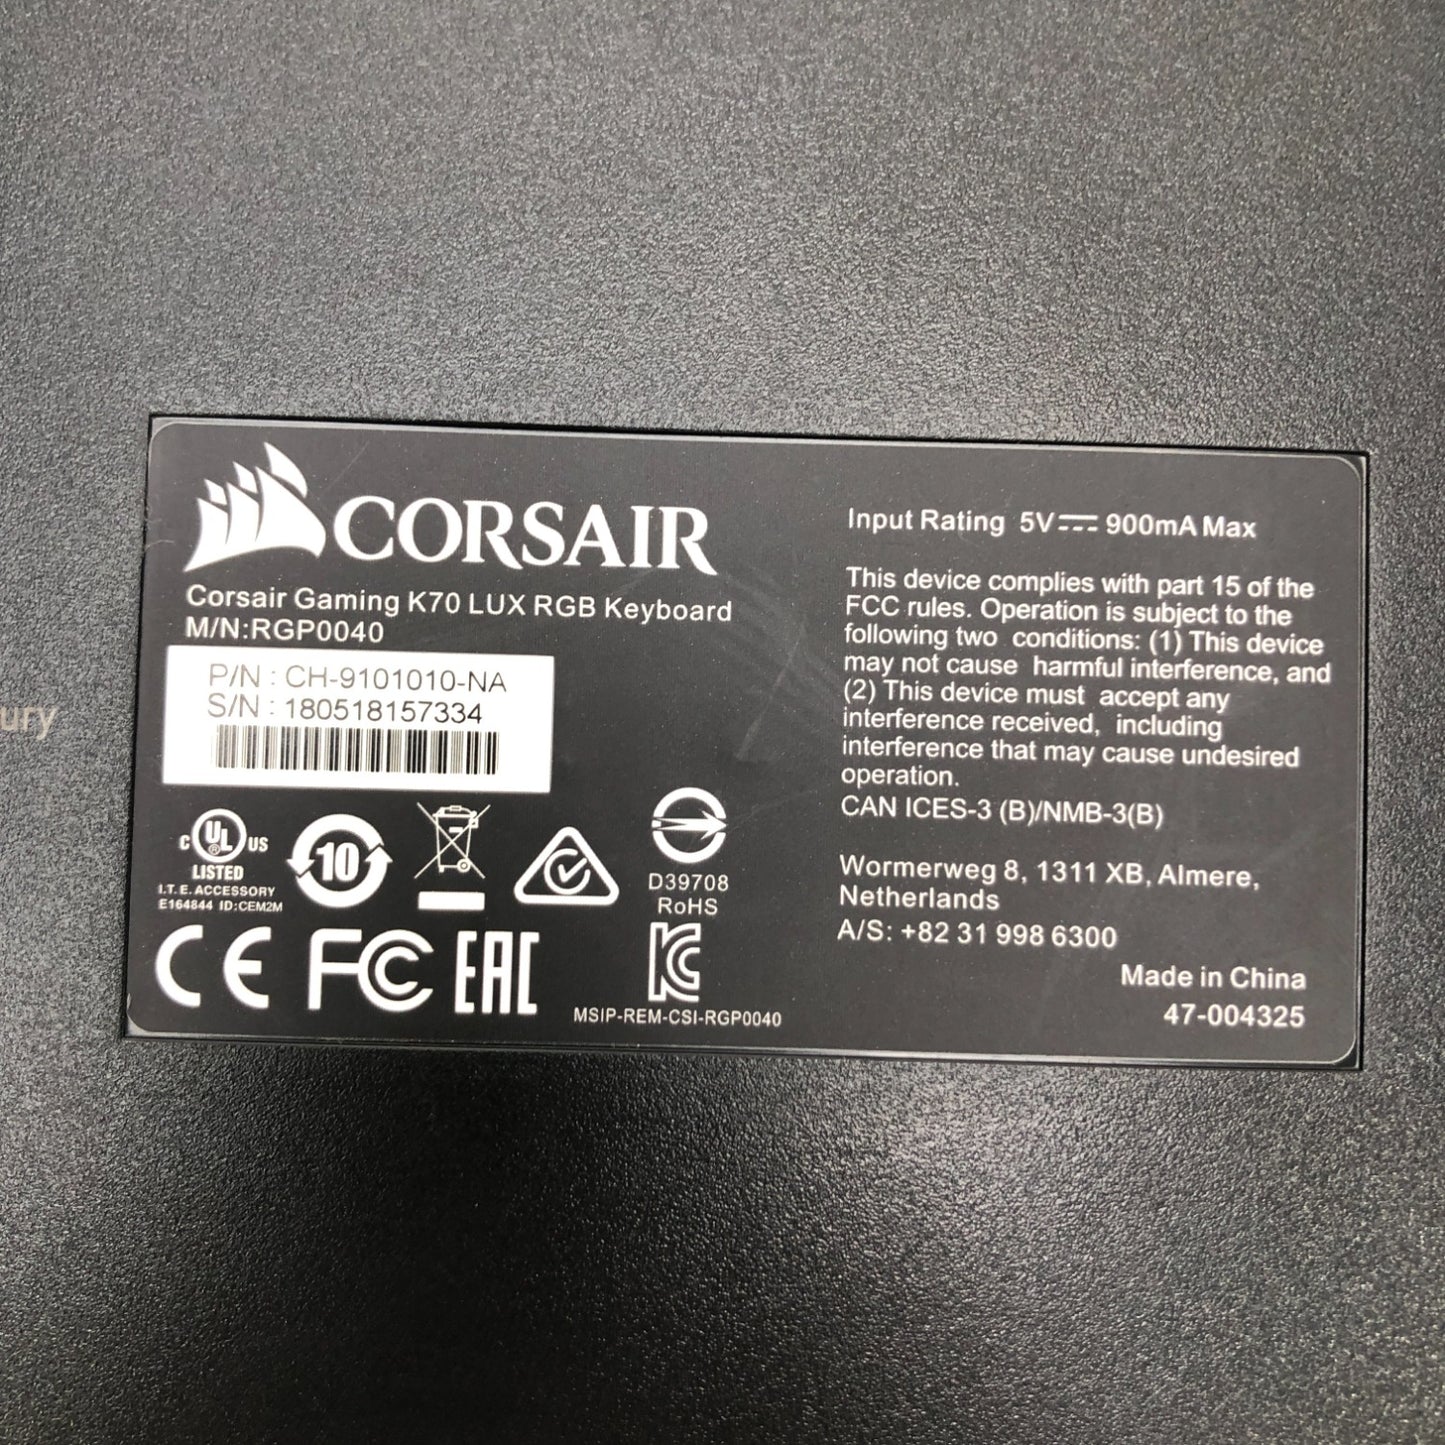 CORSAIR
Corsair Gaming K70 LUX RGB Keyboard
M/N:RGP0040
P/N : CH-9101010-NA
S/N : 180518157334
ury
C UL US
®
LISTED
I.T.E. ACCESSORY
E164844 ID:CEM2M
10
D39708
RoHS
CE FC EAC KC
MSIP-REM-CSI-RGP0040
Input Rating 5V⎓ 900mA Max
This device complies with part 15 of the
FCC rules. Operation is subject to the
following two conditions: (1) This device
may not cause harmful interference, and
(2) This device must accept any
interference received, including
interference that may cause undesired
operation.
CAN ICES-3 (B)/NMB-3(B)
Wormerweg 8, 1311 XB, Almere,
Netherlands
A/S: +82 31 998 6300
Made in China
47-004325